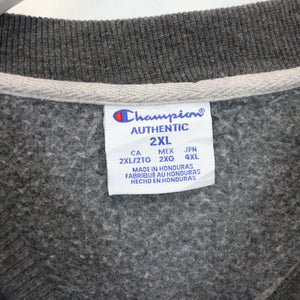 Champion
AUTHENTIC
2XL
CA MEX JPN
2XL/2TG 2XG 4XL
MADE IN HONDURAS
FABRIQUÉ AU HONDURAS
HECHO EN HONDURAS